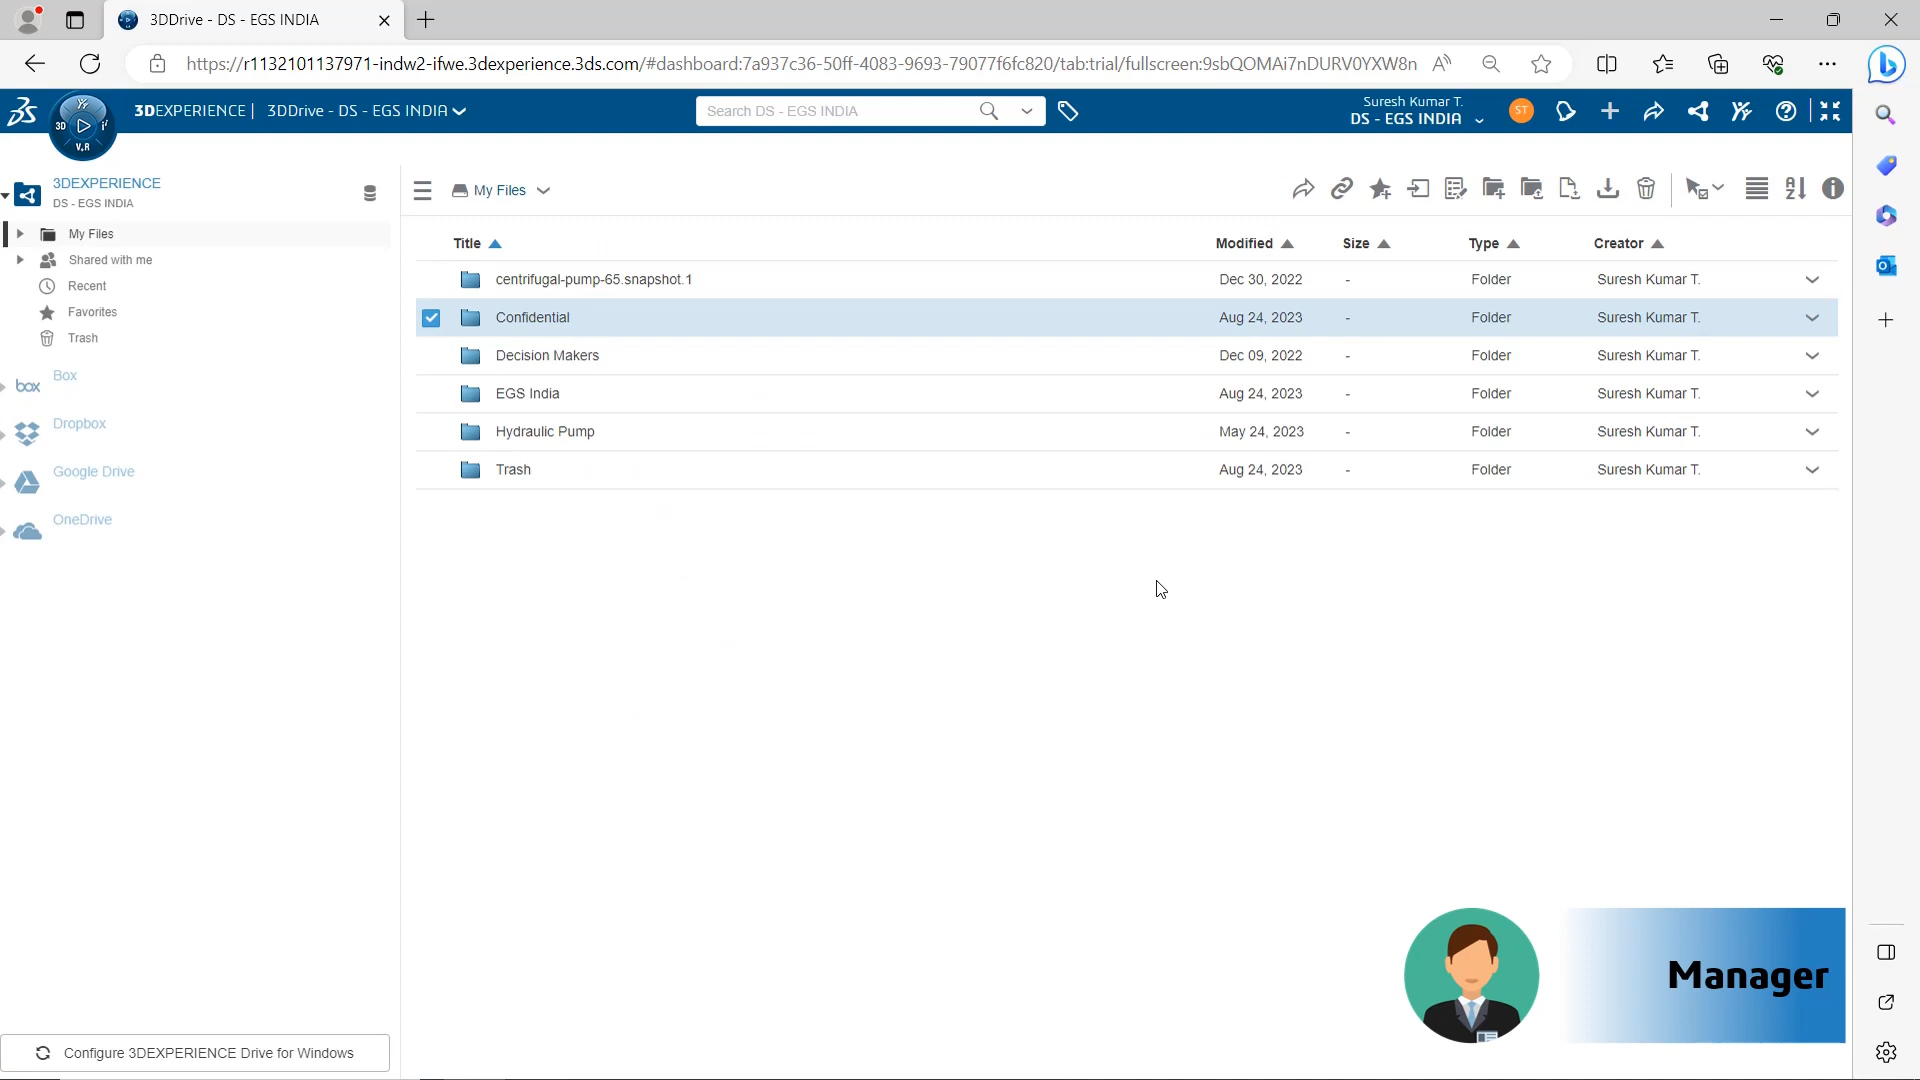 3DDrive - DS - EGS INDIA
https://r1132101137971-indw2-ifwe.3dexperience.3ds.com/#dashboard:7a937c36-50ff-4083-9693-79077f6fc820/tab:trial/fullscreen:9sbQOMAi7nDURV0YXW8n
3DEXPERIENCE | 3DDrive - DS - EGS INDIA
Search DS - EGS INDIA
Suresh Kumar T.
DS - EGS INDIA
ST
3D
V.R
3DEXPERIENCE
DS - EGS INDIA
My Files
Shared with me
Recent
Favorites
Trash
box
Box
Dropbox
Google Drive
OneDrive
Configure 3DEXPERIENCE Drive for Windows
My Files
Title Modified Size Type Creator
centrifugal-pump-65.snapshot.1 Dec 30, 2022 - Folder Suresh Kumar T.
Confidential Aug 24, 2023 - Folder Suresh Kumar T.
Decision Makers Dec 09, 2022 - Folder Suresh Kumar T.
EGS India Aug 24, 2023 - Folder Suresh Kumar T.
Hydraulic Pump May 24, 2023 - Folder Suresh Kumar T.
Trash Aug 24, 2023 - Folder Suresh Kumar T.
Manager